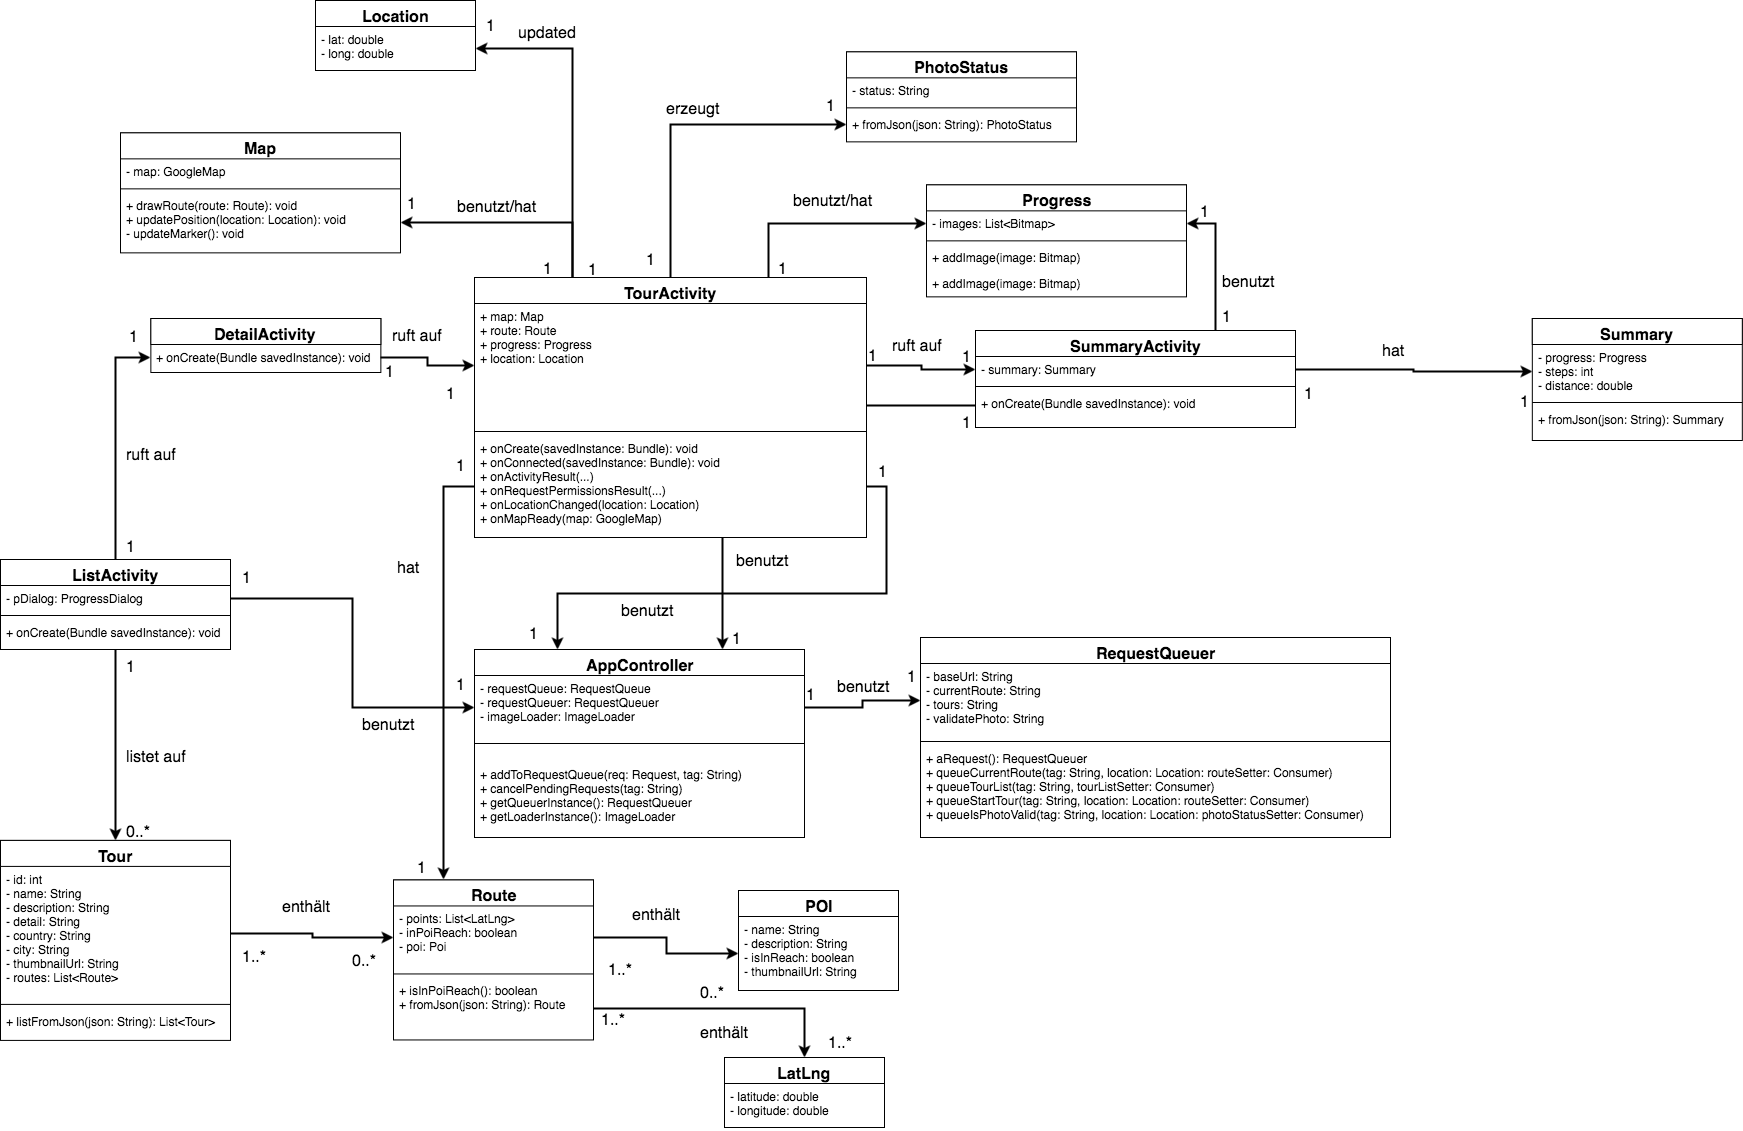 Location
- lat: double
- long: double
1
updated
PhotoStatus
- status: String
+ fromJson(json: String): PhotoStatus
erzeugt
1
Map
- map: GoogleMap
+ drawRoute(route: Route): void
+ updatePosition(location: Location): void
- updateMarker(): void
1
benutzt/hat
benutzt/hat
Progress
- images: List<Bitmap>
+ addImage(image: Bitmap)
+ addImage(image: Bitmap)
1
benutzt
1
1
1
1
1
TourActivity
+ map: Map
+ route: Route
+ progress: Progress
+ location: Location
+ onCreate(savedInstance: Bundle): void
+ onConnected(savedInstance: Bundle): void
+ onActivityResult(...)
+ onRequestPermissionsResult(...)
+ onLocationChanged(location: Location)
+ onMapReady(map: GoogleMap)
1
DetailActivity
+ onCreate(Bundle savedInstance): void
ruft auf
1
1
1
ruft auf
1
SummaryActivity
- summary: Summary
+ onCreate(Bundle savedInstance): void
1
hat
1
1
Summary
- progress: Progress
- steps: int
- distance: double
+ fromJson(json: String): Summary
ruft auf
1
1
1
hat
benutzt
benutzt
1
1
ListActivity
- pDialog: ProgressDialog
+ onCreate(Bundle savedInstance): void
1
1
listet auf
0..*
benutzt
1
AppController
- requestQueue: RequestQueue
- requestQueuer: RequestQueuer
- imageLoader: ImageLoader
+ addToRequestQueue(req: Request, tag: String)
+ cancelPendingRequests(tag: String)
+ getQueuerInstance(): RequestQueuer
+ getLoaderInstance(): ImageLoader
1
benutzt
1
RequestQueuer
- baseUrl: String
- currentRoute: String
- tours: String
- validatePhoto: String
+ aRequest(): RequestQueuer
+ queueCurrentRoute(tag: String, location: Location: routeSetter: Consumer)
+ queueTourList(tag: String, tourListSetter: Consumer)
+ queueStartTour(tag: String, location: Location: routeSetter: Consumer)
+ queueIsPhotoValid(tag: String, location: Location: photoStatusSetter: Consumer)
Tour
- id: int
- name: String
- description: String
- detail: String
- country: String
- city: String
- thumbnailUrl: String
- routes: List<Route>
+ listFromJson(json: String): List<Tour>
enthält
1..*
0..*
1
Route
- points: List<LatLng>
- inPoiReach: boolean
- poi: Poi
+ isInPoiReach(): boolean
+ fromJson(json: String): Route
enthält
1..*
0..*
POI
- name: String
- description: String
- isInReach: boolean
- thumbnailUrl: String
1..*
enthält
1..*
LatLng
- latitude: double
- longitude: double